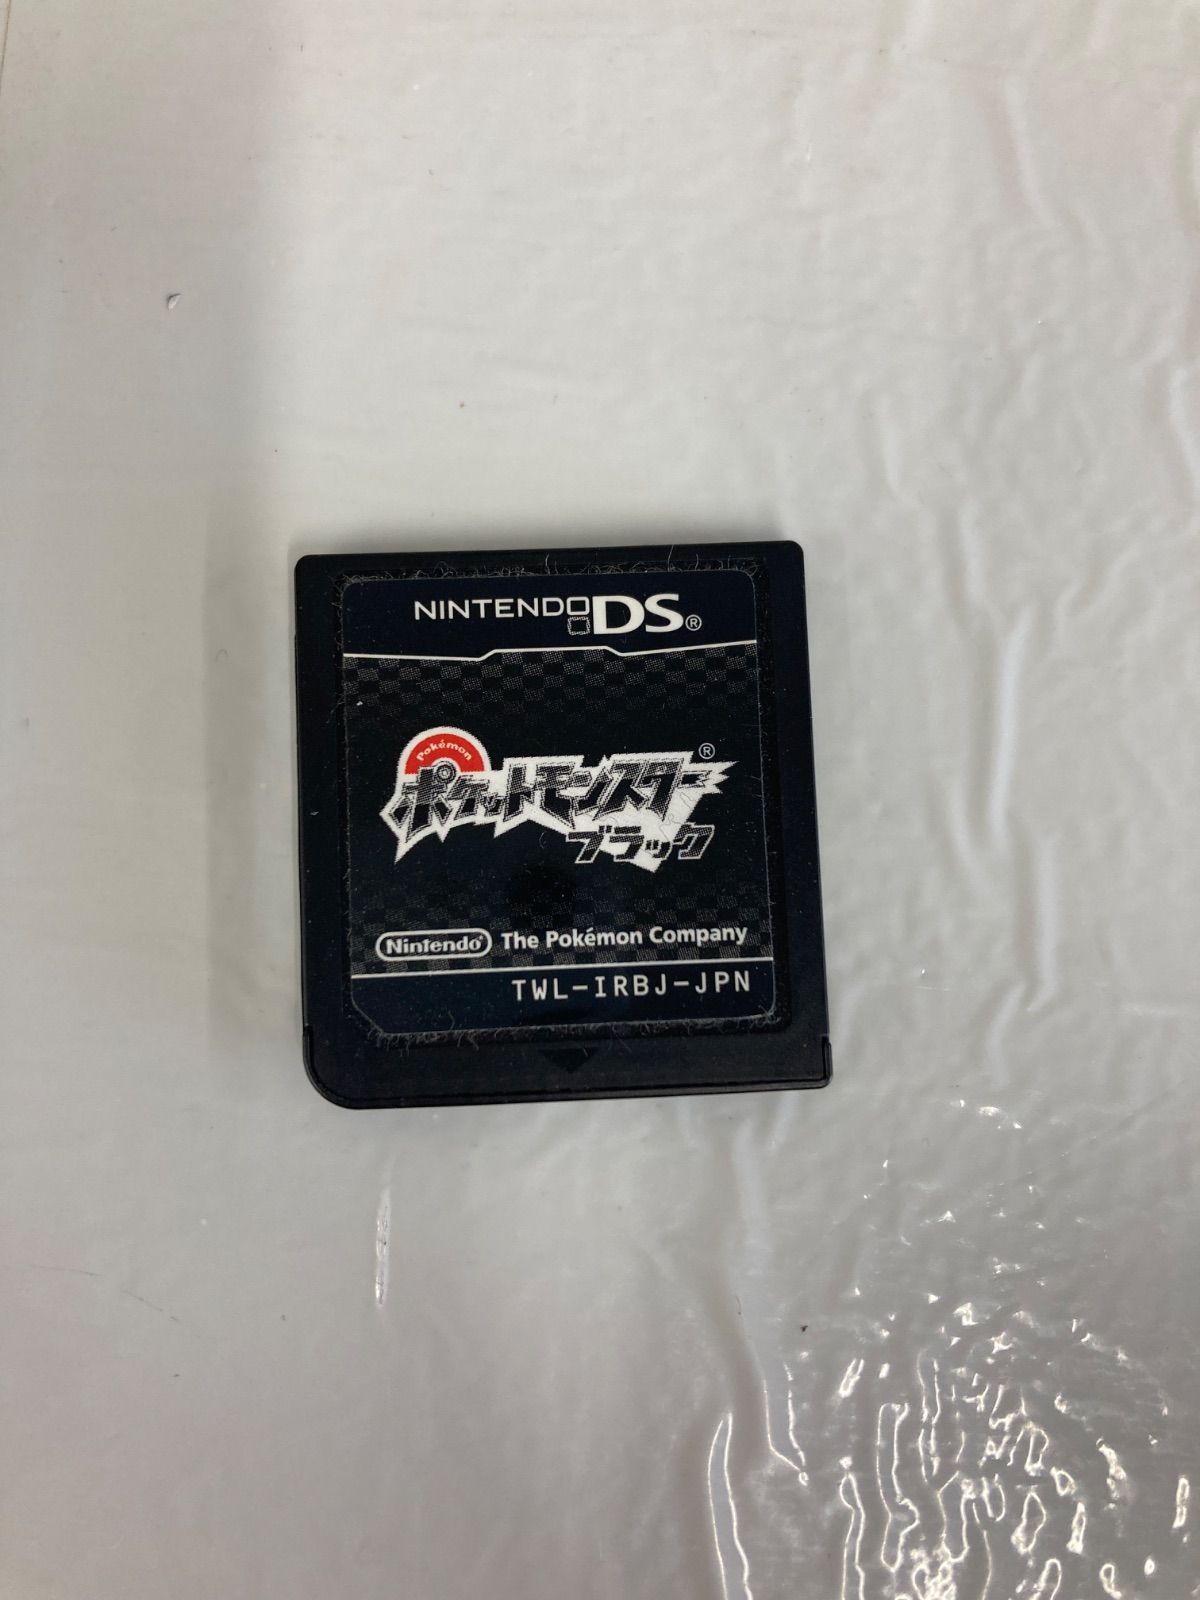 NINTENDO DS®
Pokémon
ポケットモンスター®
ブラック
Nintendo® The Pokémon Company
TWL-IRBJ-JPN